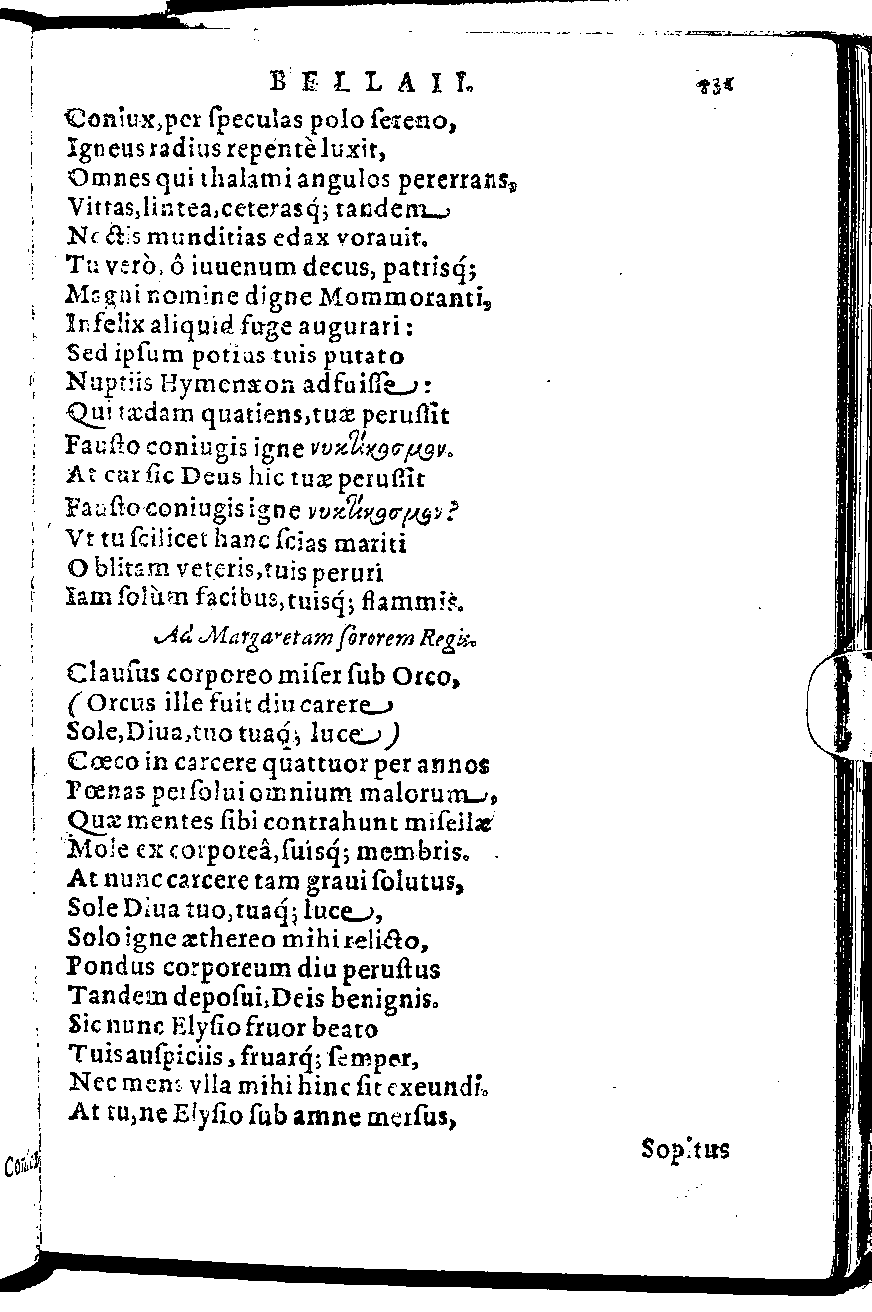 BELLAII.
Coniux,per ſpeculas polo ſereno,
Igneus radius repentè luxit,
Omnes qui thalami angulos pererrans,
Vittas,lintea,ceterasq́; tandem
Noctis munditias edax vorauit.
Tu verò, ô iuuenum decus, patrisq́;
Magni nomine digne Mommoranti,
Infelix aliquid fuge augurari:
Sed ipſum potius tuis putato
Nuptiis Hymenæon adfuiſſe:
Qui tædam quatiens,tuæ peruſſit
Fauſto coniugis igne
At cur ſic Deus hic tuæ peruſſit
Fauſto coniugis igne
Vt tu ſcilicet hanc ſcias mariti
Oblitam veteris,tuis peruri
Iam ſolùm facibus,tuisq́; flammis.
Ad Margaretam ſororem Regis.
Clauſus corporeo miſer ſub Orco,
(Orcus ille fuit diu carere
Sole,Diua,tuo tuaq́; luce)
Cœco in carcere quattuor per annos
Pœnas perſolui omnium malorum,
Quæ mentes ſibi contrahunt miſellæ
Mole ex corporeâ,ſuisq́; membris.
At nunc carcere tam graui ſolutus,
Sole Diua tuo,tuaq́; luce,
Solo igne æthereo mihi relicto,
Pondus corporeum diu peruſtus
Tandem depoſui,Deis benignis.
Sic nunc Elyſio fruor beato
Tuis auſpiciis, fruarq́; ſemper,
Nec mens vlla mihi hinc ſit exeundi.
At tu,ne Elyſio ſub amne merſus,
Sopitus